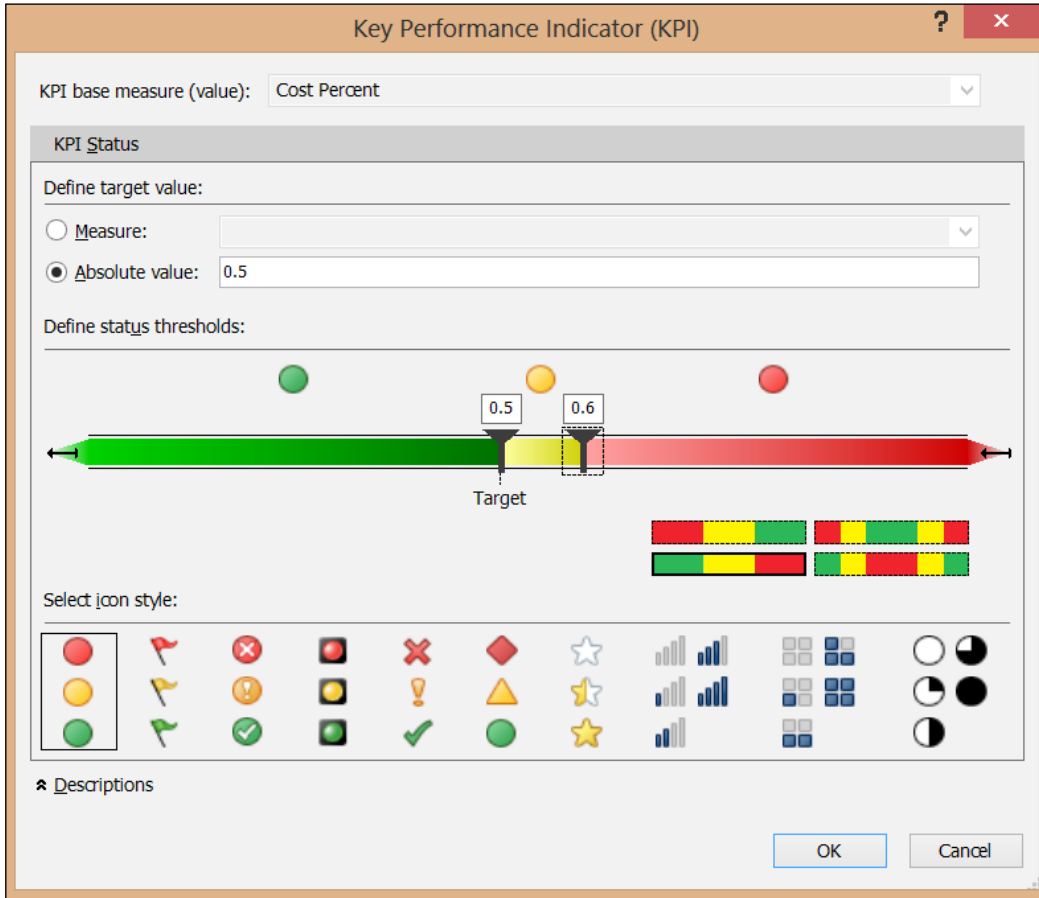 Key Performance Indicator (KPI)
?
KPI base measure (value): Cost Percent
KPI Status
Define target value:
Measure:
Absolute value: 0.5
Define status thresholds:
0.5 0.6
Target
Select icon style:
Descriptions
OK Cancel